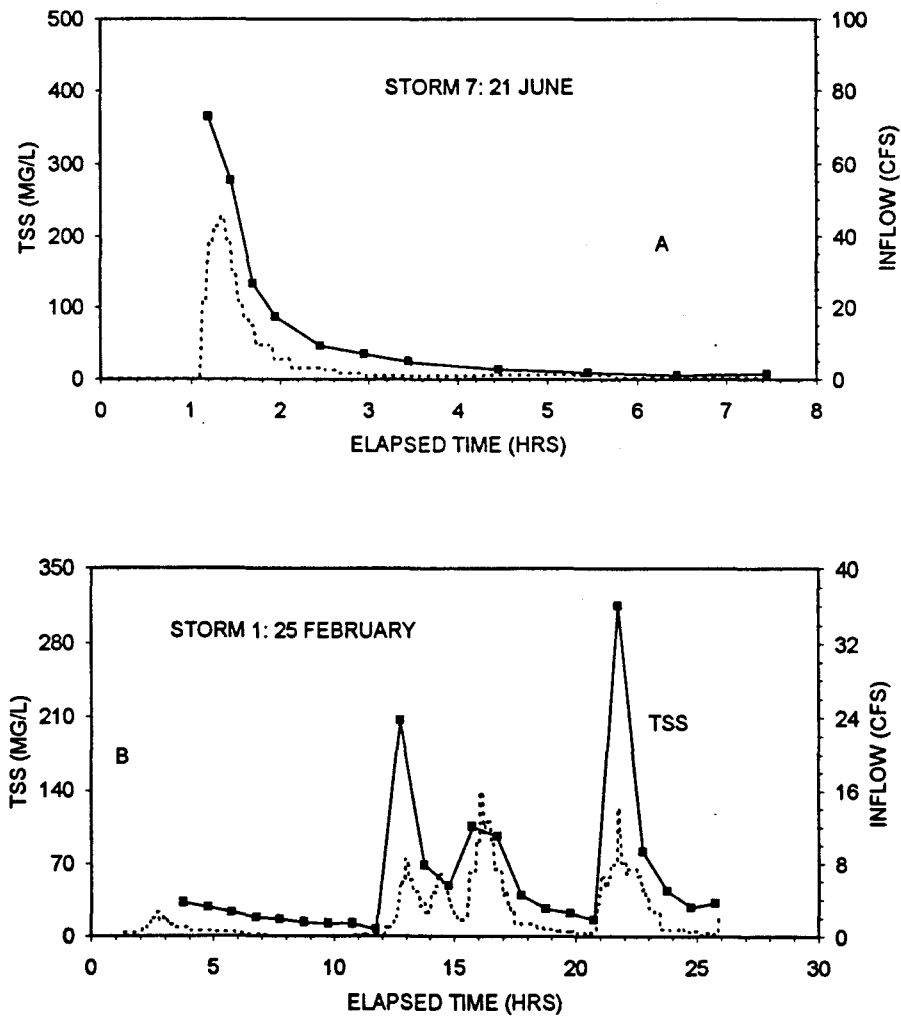 500
400
300
200
100
0
TSS (MG/L)
100
80
60
40
20
0
INFLOW (CFS)
STORM 7: 21 JUNE
A
0 1 2 3 4 5 6 7 8
ELAPSED TIME (HRS)
350
280
210
140
70
0
TSS (MG/L)
40
32
24
16
8
0
INFLOW (CFS)
STORM 1: 25 FEBRUARY
B
TSS
0 5 10 15 20 25 30
ELAPSED TIME (HRS)